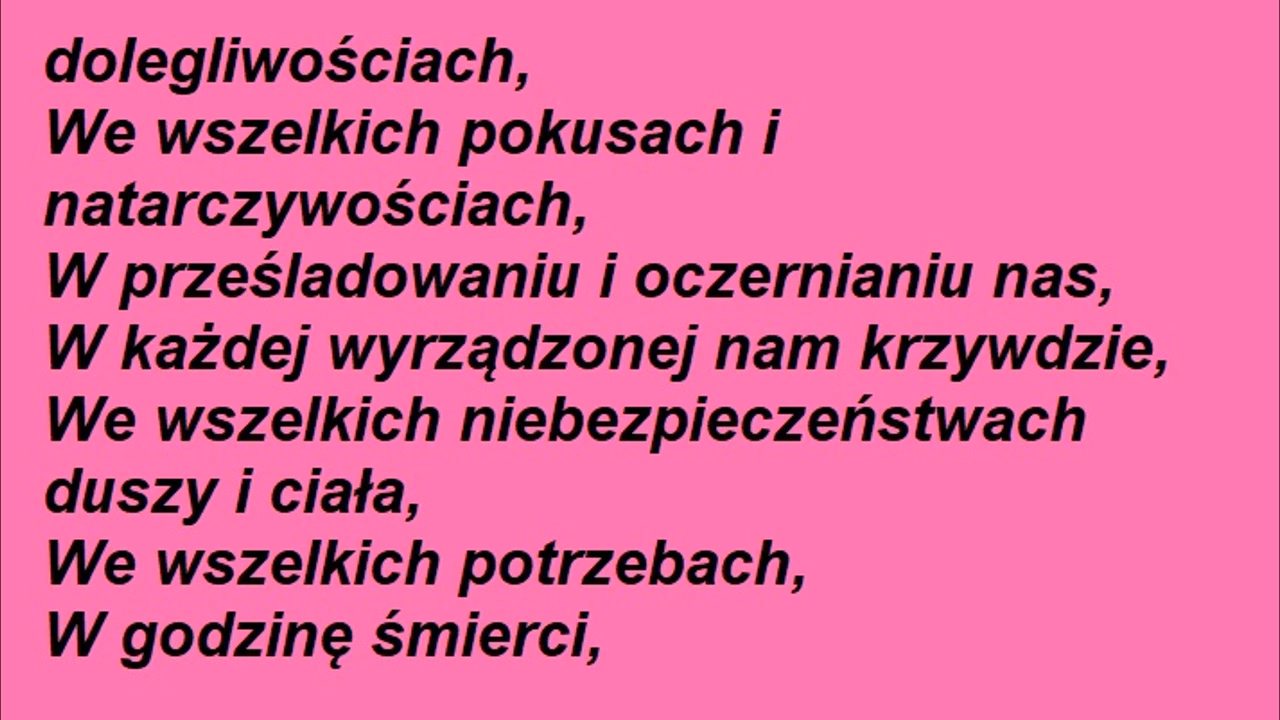 dolegliwościach,
We wszelkich pokusach i
natarczywościach,
W prześladowaniu i oczernianiu nas,
W każdej wyrządzonej nam krzywdzie,
We wszelkich niebezpieczeństwach
duszy i ciała,
We wszelkich potrzebach,
W godzinę śmierci,